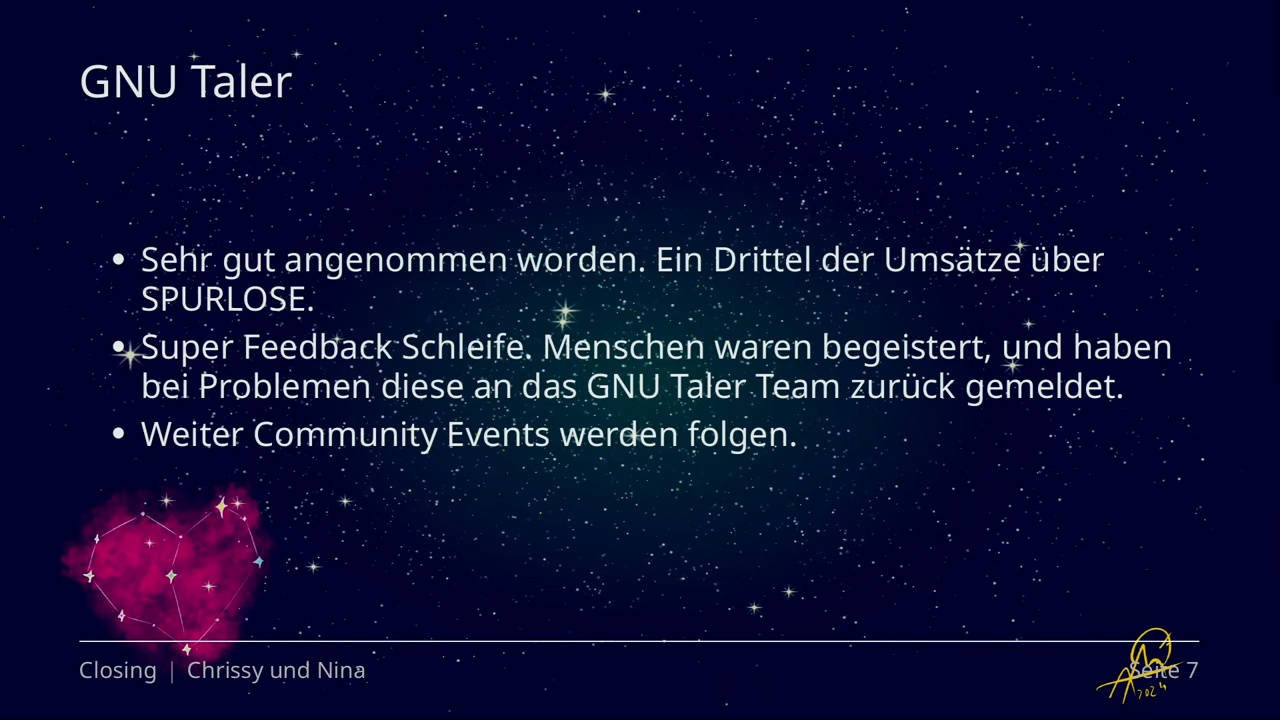 GNU Taler
• Sehr gut angenommen worden. Ein Drittel der Umsätze über
SPURLOSE.
• Super Feedback Schleife. Menschen waren begeistert, und haben
bei Problemen diese an das GNU Taler Team zurück gemeldet.
• Weiter Community Events werden folgen.
Closing | Chrissy und Nina
Seite 7
2024